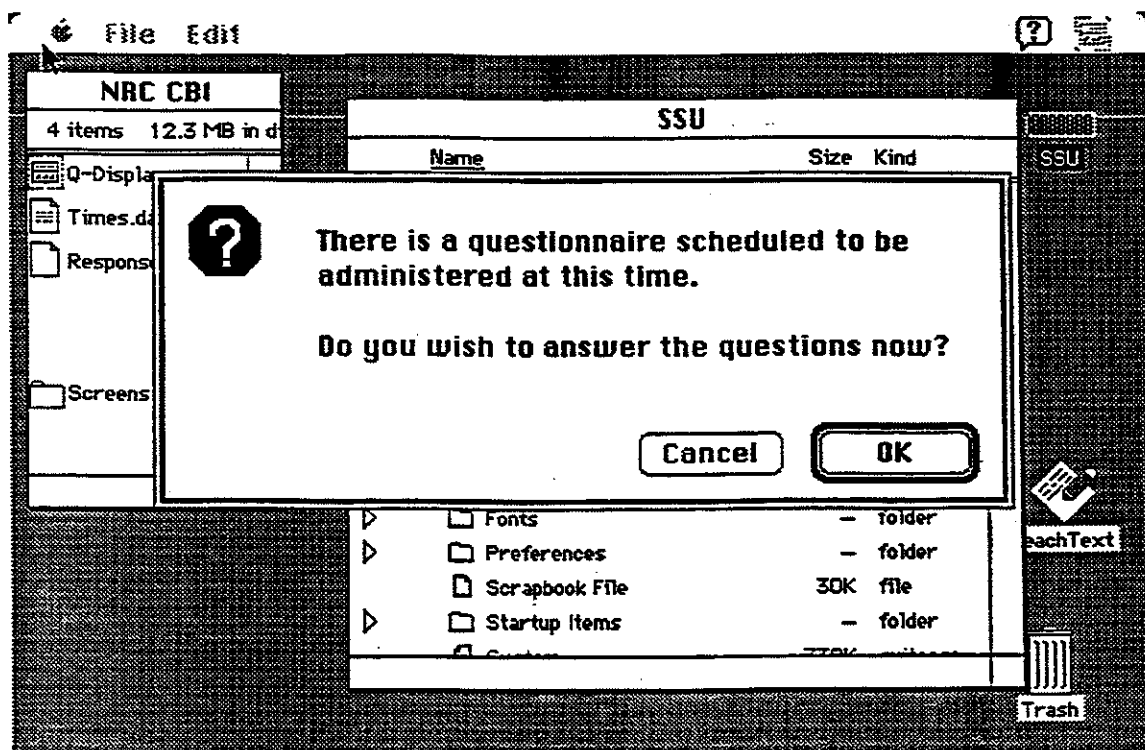 File Edit
NRC CBI
4 items 12.3 MB in d
SSU
Name Size Kind
SSU
Q-Displa
Times.da
Response
Screens
There is a questionnaire scheduled to be
administered at this time.
Do you wish to answer the questions now?
Cancel OK
Fonts – folder
Preferences – folder
Scrapbook File 30K file
Startup Items – folder
eachText
Trash